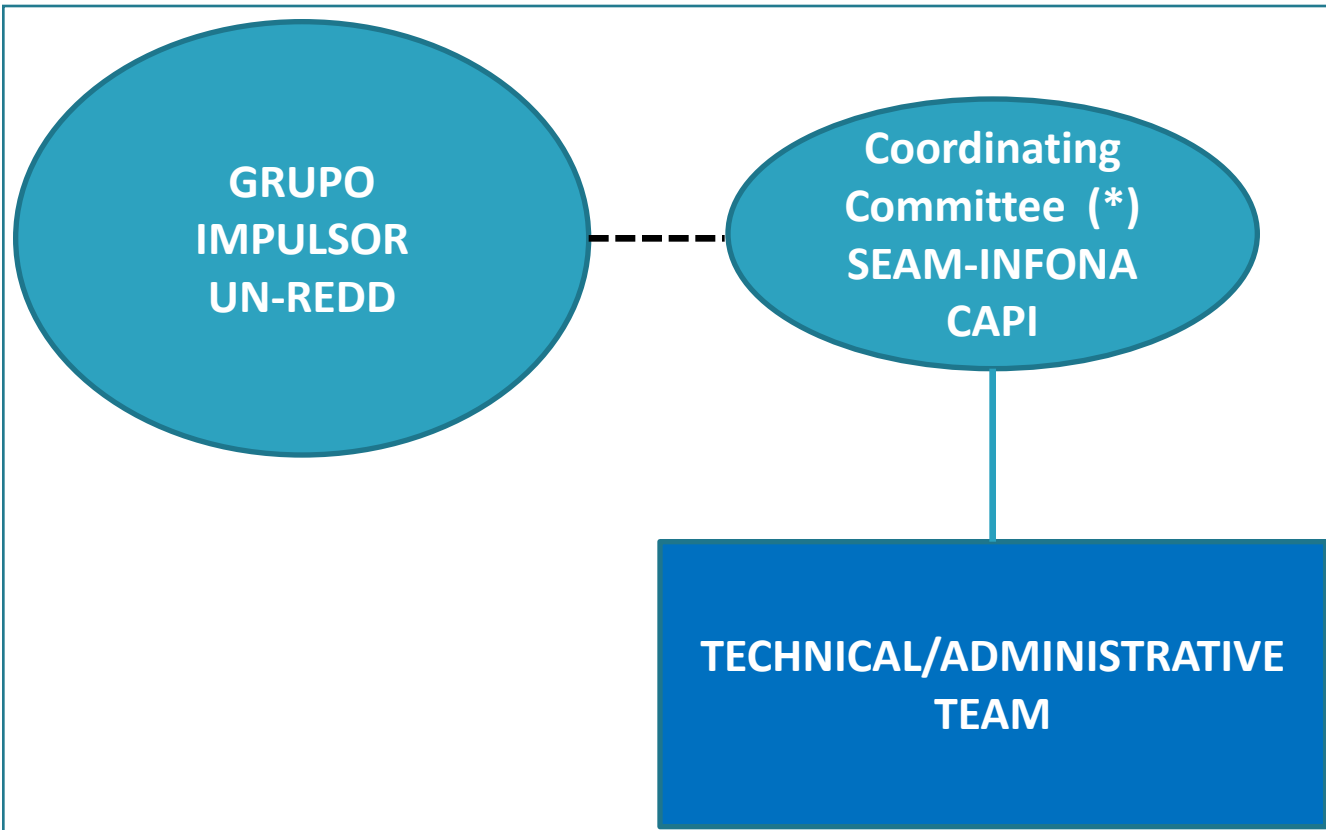 GRUPO
IMPULSOR
UN-REDD
Coordinating
Committee (*)
SEAM-INFONA
CAPI
TECHNICAL/ADMINISTRATIVE
TEAM